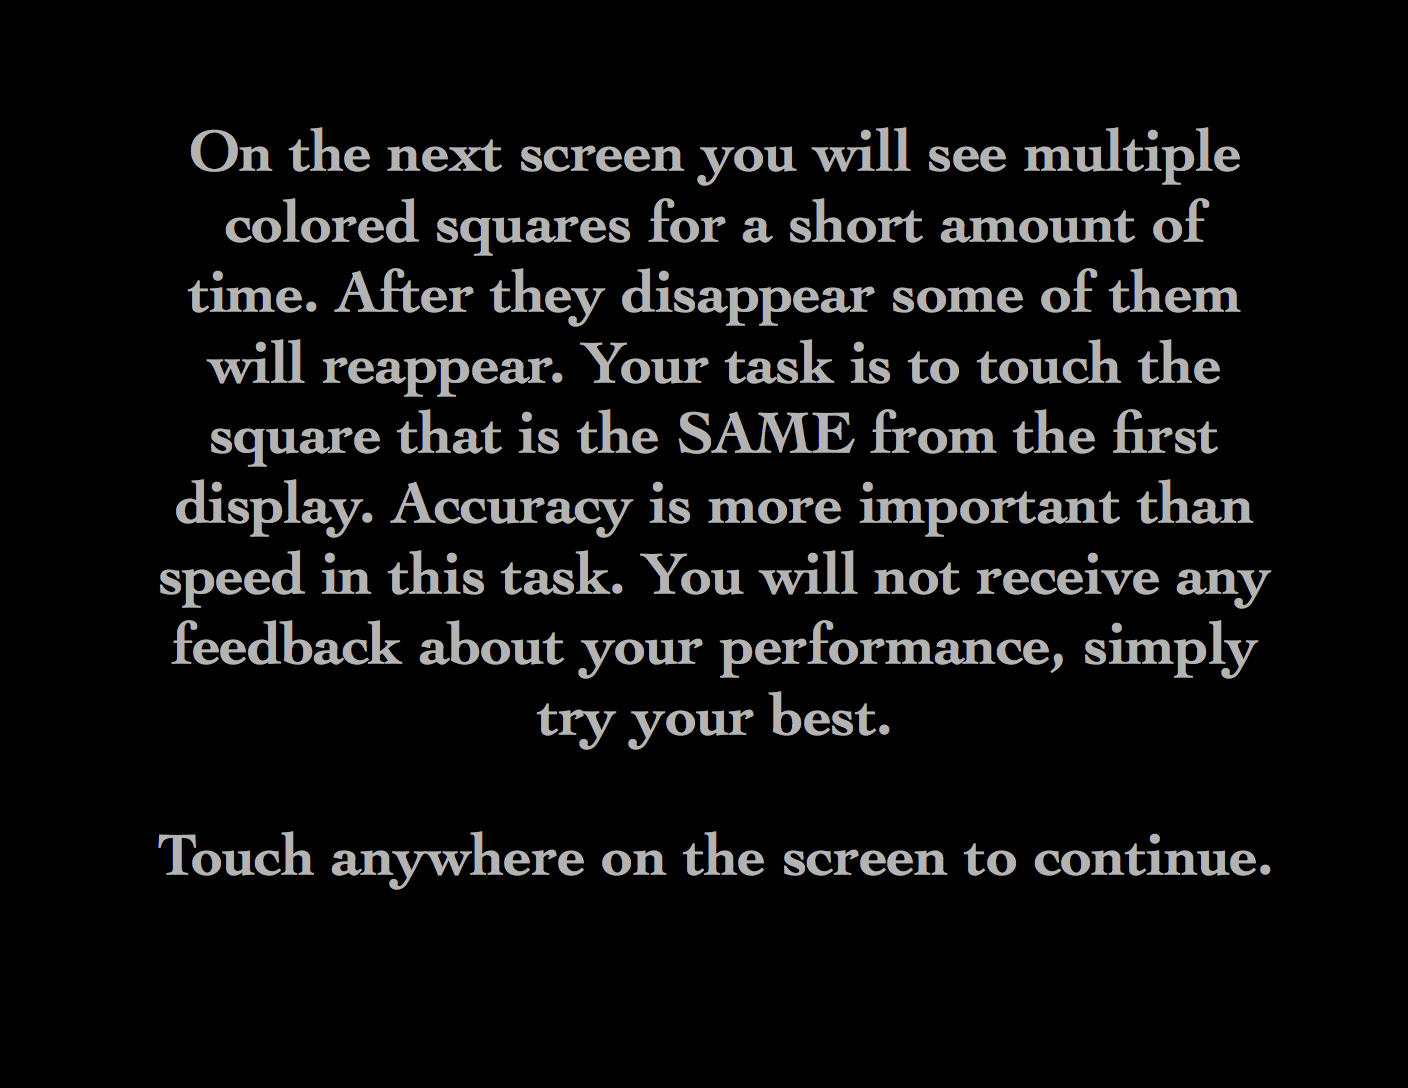 On the next screen you will see multiple
colored squares for a short amount of
time. After they disappear some of them
will reappear. Your task is to touch the
square that is the SAME from the first
display. Accuracy is more important than
speed in this task. You will not receive any
feedback about your performance, simply
try your best.
Touch anywhere on the screen to continue.